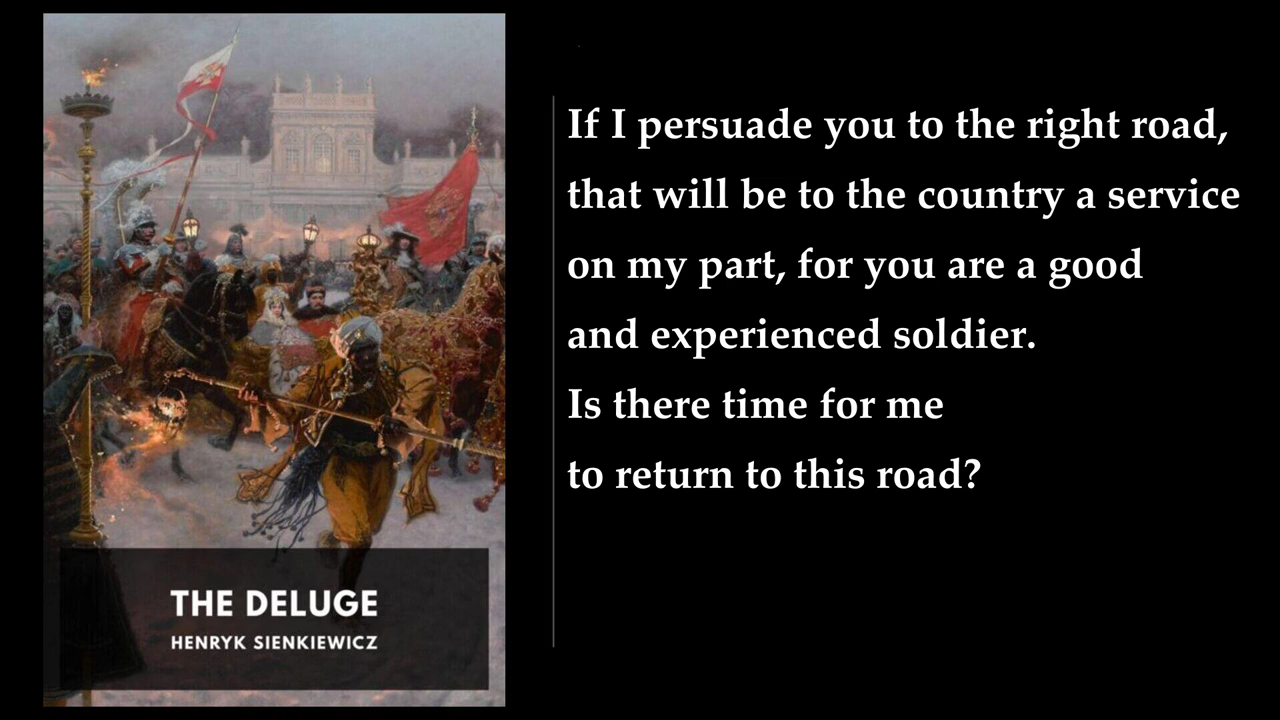 THE DELUGE
HENRYK SIENKIEWICZ
If I persuade you to the right road,
that will be to the country a service
on my part, for you are a good
and experienced soldier.
Is there time for me
to return to this road?